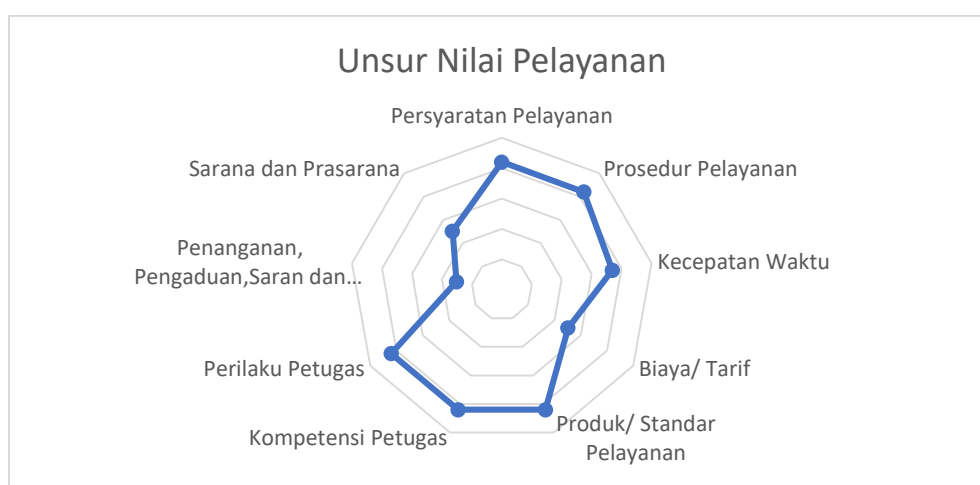 Unsur Nilai Pelayanan
Persyaratan Pelayanan
Prosedur Pelayanan
Kecepatan Waktu
Biaya/ Tarif
Produk/ Standar
Pelayanan
Kompetensi Petugas
Perilaku Petugas
Penanganan,
Pengaduan,Saran dan...
Sarana dan Prasarana